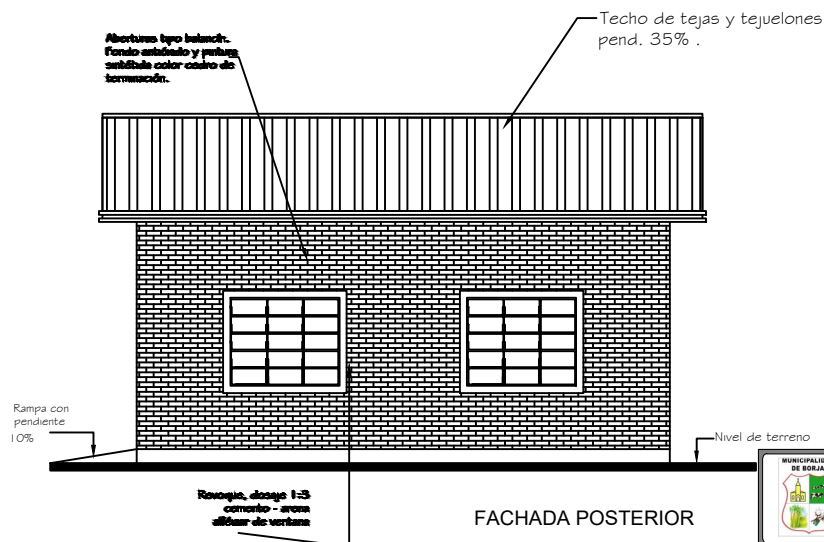 Techo de tejas y tejuelones
pend. 35% .
Aberturas tipo balancín.
Fondo antióxido y pintura
sintética color cedro de
terminación.
Rampa con
pendiente
10%
Nivel de terreno
Revoque, dosaje 1:3
cemento - arena
alféizar de ventana
FACHADA POSTERIOR
MUNICIPALID
DE BORJA